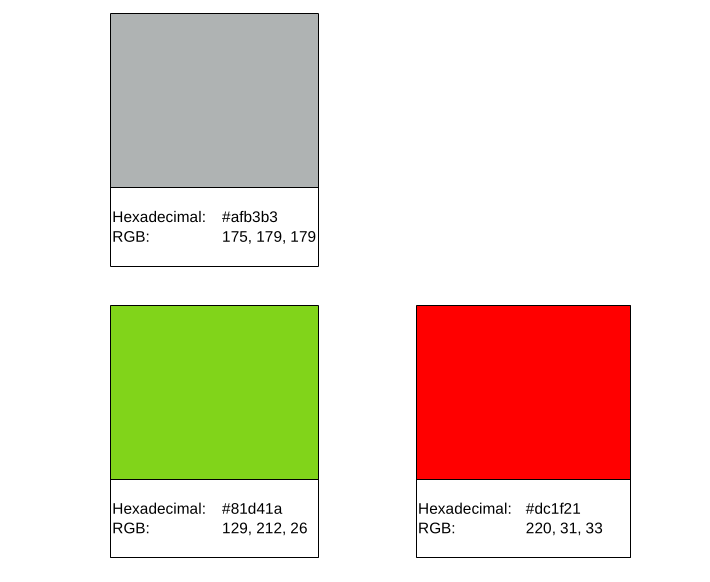 Hexadecimal: #afb3b3
RGB: 175, 179, 179
Hexadecimal: #81d41a
RGB: 129, 212, 26
Hexadecimal: #dc1f21
RGB: 220, 31, 33